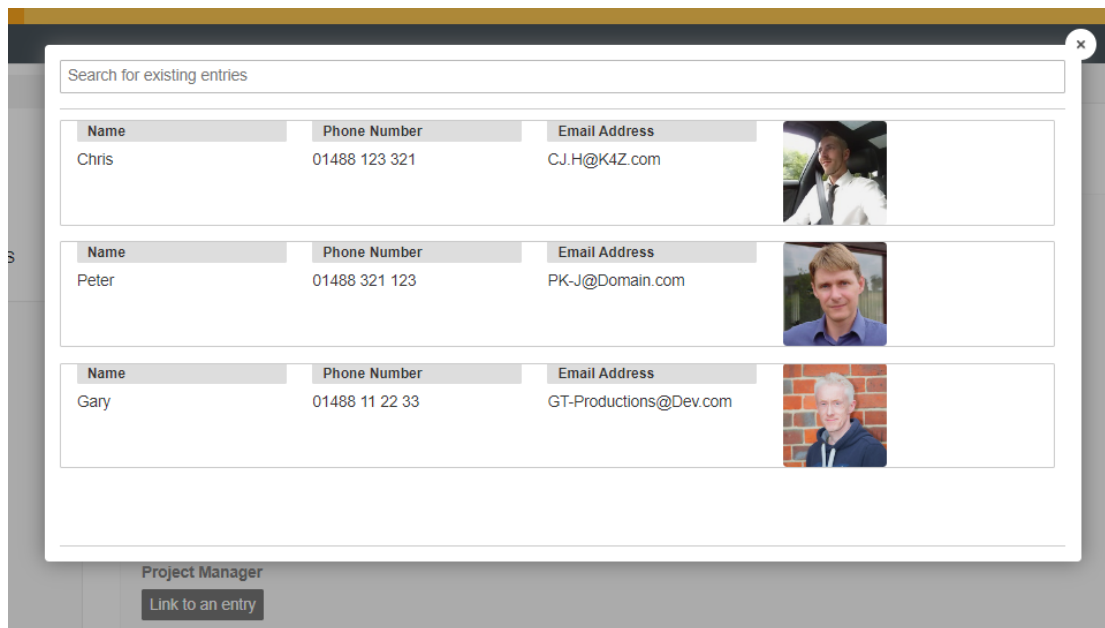 Search for existing entries
Name Phone Number Email Address
Chris 01488 123 321 CJ.H@K4Z.com
Name Phone Number Email Address
s
Peter 01488 321 123 PK-J@Domain.com
Name Phone Number Email Address
Gary 01488 11 22 33 GT-Productions@Dev.com
Project Manager
Link to an entry